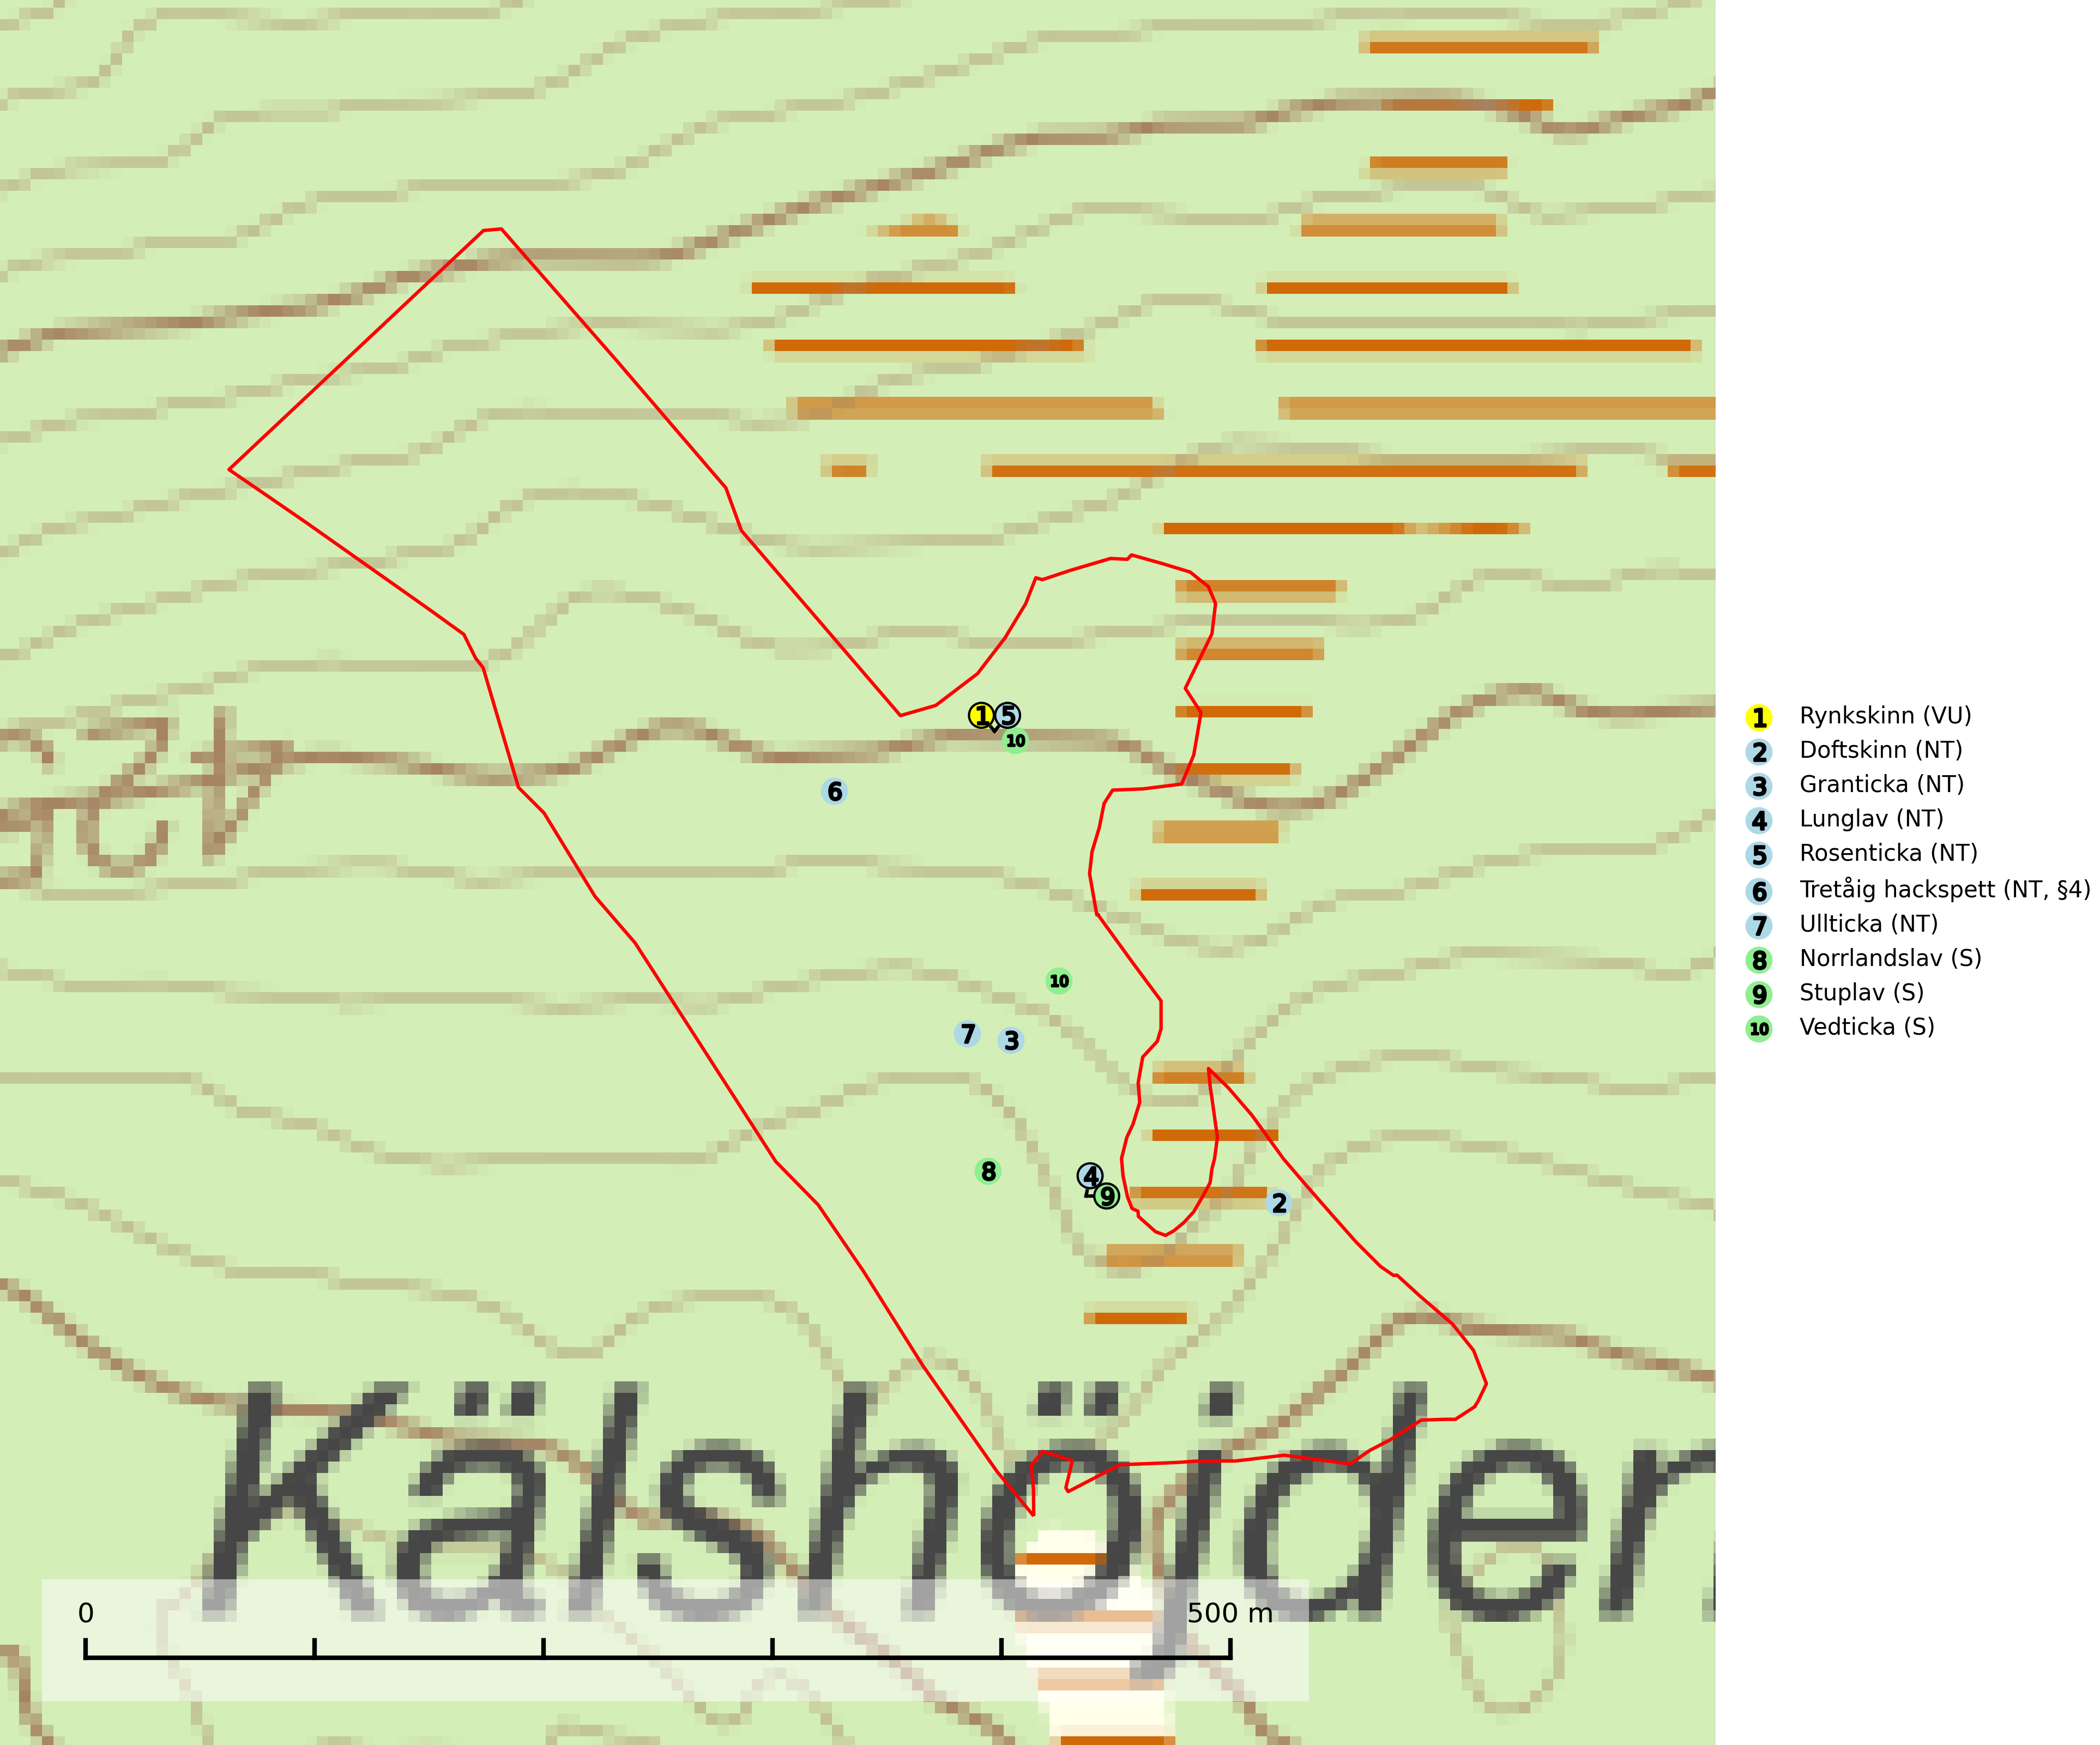 1 5
10
6
10
7 3
8 4
9
2
Kälshöjder
0 500 m
1 Rynkskinn (VU)
2 Doftskinn (NT)
3 Granticka (NT)
4 Lunglav (NT)
5 Rosenticka (NT)
6 Tretåig hackspett (NT, §4)
7 Ullticka (NT)
8 Norrlandslav (S)
9 Stuplav (S)
10 Vedticka (S)